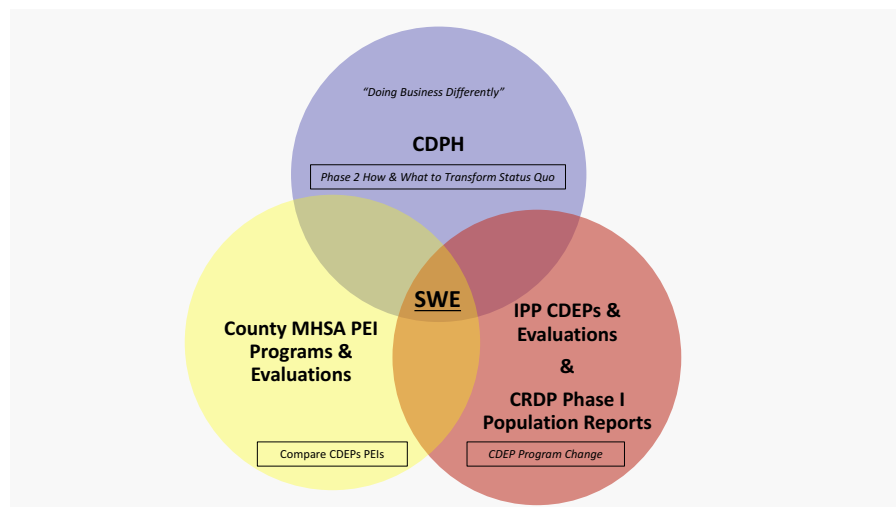 “Doing Business Differently”
CDPH
Phase 2 How & What to Transform Status Quo
SWE
County MHSA PEI
Programs &
Evaluations
IPP CDEPs &
Evaluations
&
CRDP Phase I
Population Reports
Compare CDEPs PEIs
CDEP Program Change